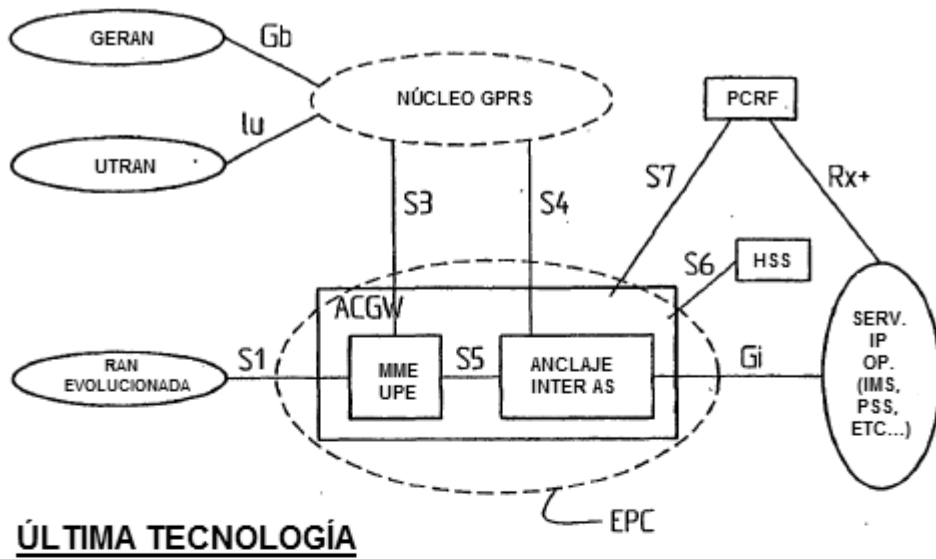 GERAN
Gb
NÚCLEO GPRS
PCRF
Iu
UTRAN
S7
Rx+
S3
S4
S6
HSS
ACGW
SERV.
IP
OP.
(IMS,
PSS,
ETC...)
RAN
EVOLUCIONADA
S1
MME
UPE
S5
ANCLAJE
INTER AS
Gi
EPC
ÚLTIMA TECNOLOGÍA